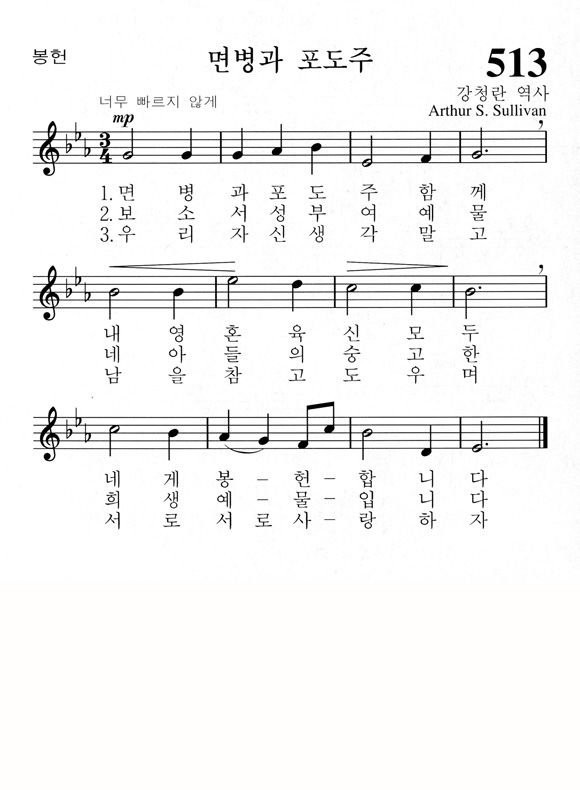 봉헌
면병과 포도주
513
강청란 역사
Arthur S. Sullivan
너무 빠르지 않게
mp
1. 면 병 과 포 도 주 함 께
2. 보 소 서 성 부 여 예 물
3. 우 리 자 신 생 각 말 고
내 영 혼 육 신 모 두
네 아 들 의 숭 고 한
남 을 참 고 도 우 며
네 게 봉 – 헌 – 합 니 다
희 생 예 – 물 – 입 니 다
서 로 서 로 사 – 랑 하 자